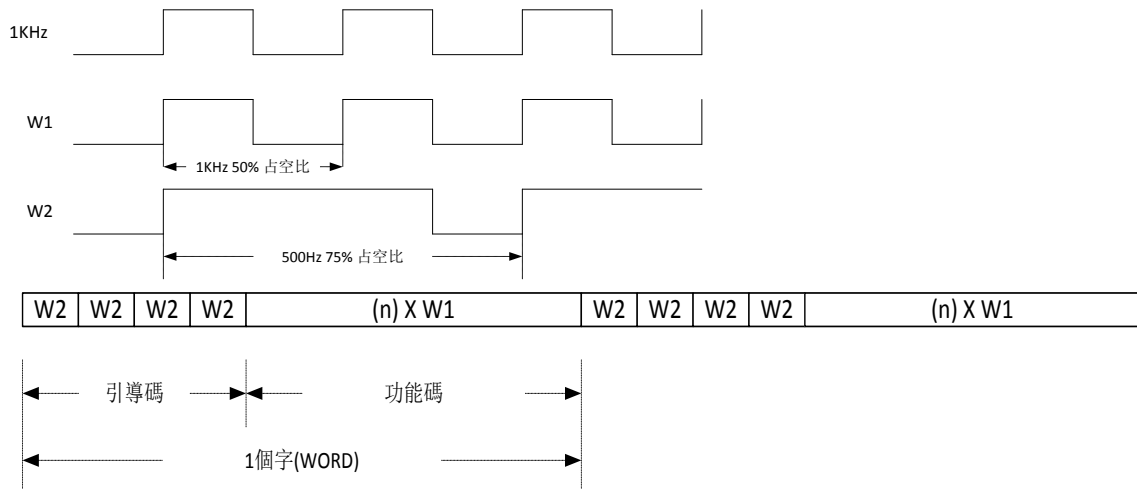 1KHz
W1
1KHz 50% 占空比
W2
500Hz 75% 占空比
W2 W2 W2 W2 (n) X W1 W2 W2 W2 W2 (n) X W1
引導碼 功能碼
1個字(WORD)